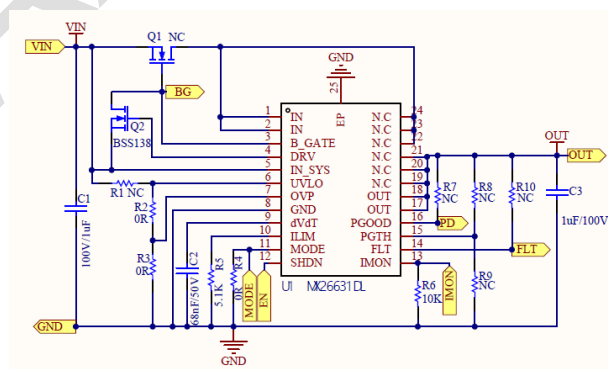 VIN
Q1 NC
VIN
GND
BG
25
EP
Q2
BSS138
1 IN N.C 24
2 IN N.C 23
3 B_GATE N.C 22
4 DRV N.C 21
5 IN_SYS N.C 20
6 UVLO N.C 19
7 OVP OUT 18
8 GND OUT 17
9 dVdT PGOOD 16
10 ILIM PGTH 15
11 MODE FLT 14
12 SHDN IMON 13
U1 MX26631DL
OUT
OUT
R1 NC
R2
0R
R3
0R
C1
100V/1uF
C2
68nF/50V
R5
5.1K
R4
0R
MODE
EN
R7
NC
R8
NC
R10
NC
C3
1uF/100V
PD
FLT
R6
10K
IMON
R9
NC
GND
GND